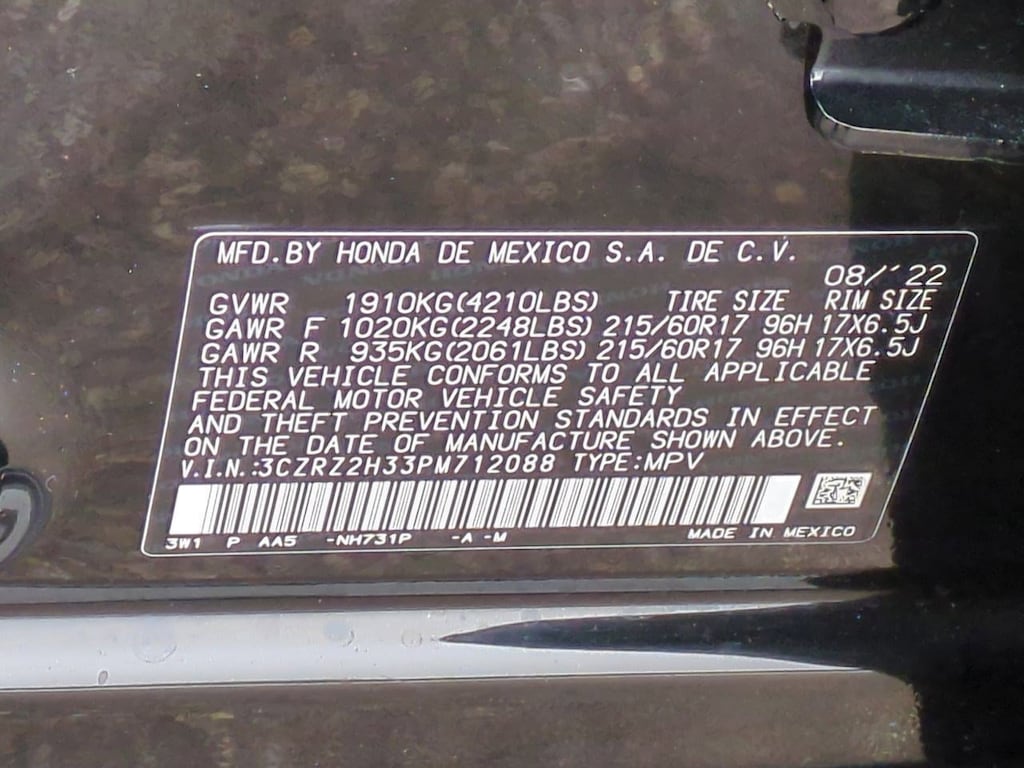 MFD.BY HONDA DE MEXICO S.A. DE C.V.
08/'22
GVWR 1910KG(4210LBS) TIRE SIZE RIM SIZE
GAWR F 1020KG(2248LBS) 215/60R17 96H 17X6.5J
GAWR R 935KG(2061LBS) 215/60R17 96H 17X6.5J
THIS VEHICLE CONFORMS TO ALL APPLICABLE
FEDERAL MOTOR VEHICLE SAFETY
AND THEFT PREVENTION STANDARDS IN EFFECT
ON THE DATE OF MANUFACTURE SHOWN ABOVE.
V.I.N.:3CZRZ2H33PM712088 TYPE:MPV
3W1 P AA5 -NH731P -A -M MADE IN MEXICO